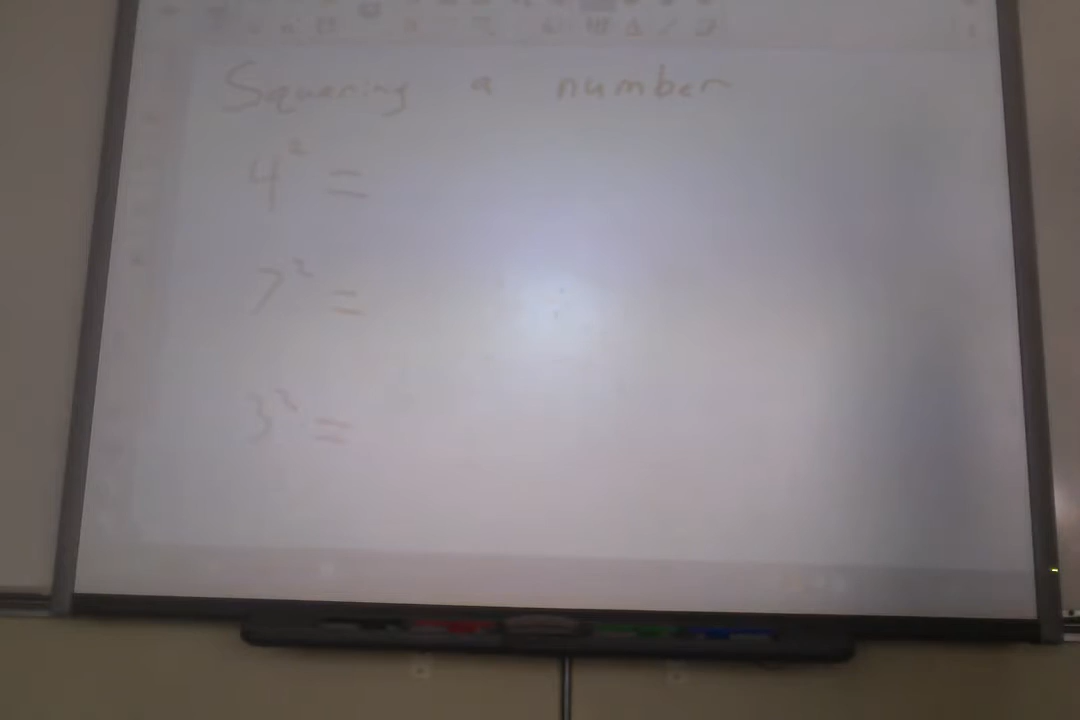 Squaring a number
4² =
7² =
3² =